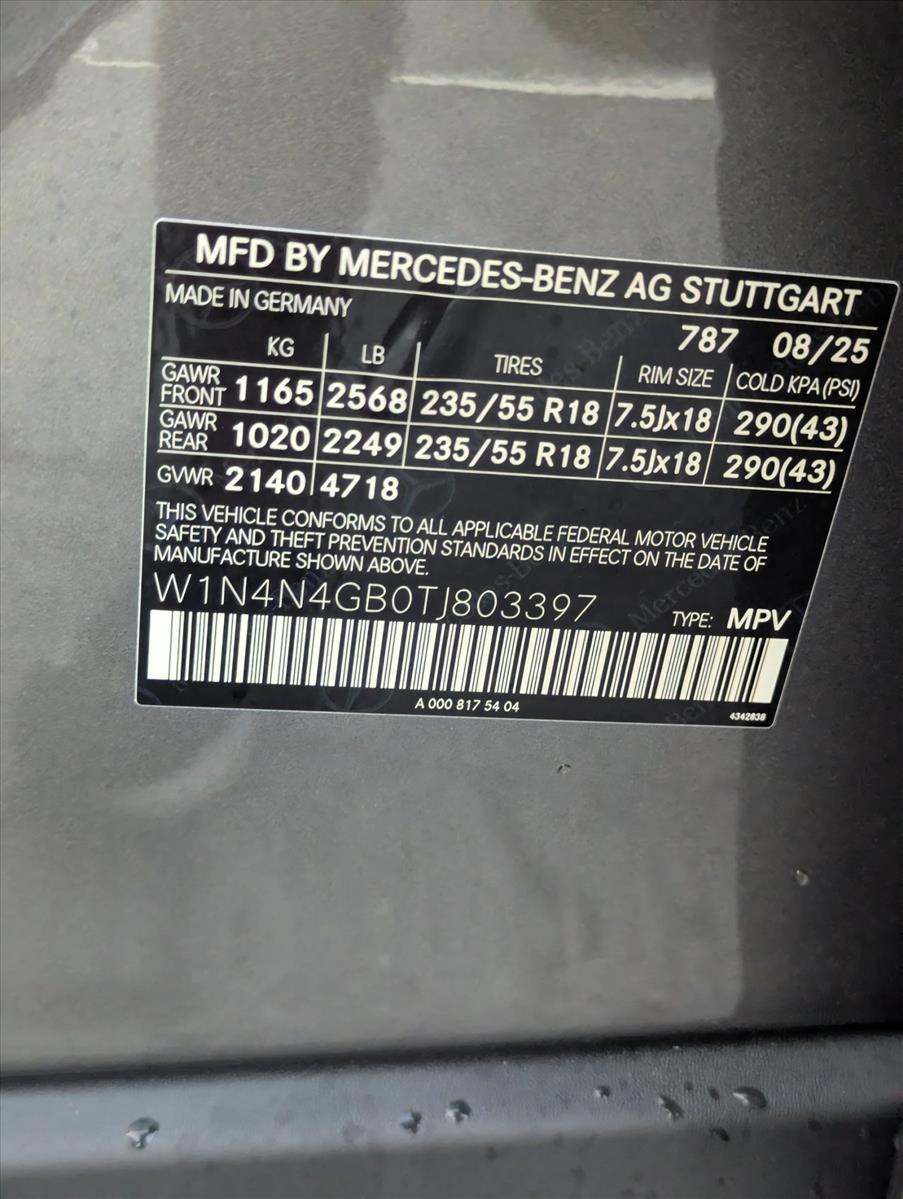 MFD BY MERCEDES-BENZ AG STUTTGART
MADE IN GERMANY
787 08/25
KG LB TIRES RIM SIZE COLD KPA (PSI)
GAWR FRONT 1165 2568 235/55 R18 7.5Jx18 290(43)
GAWR REAR 1020 2249 235/55 R18 7.5Jx18 290(43)
GVWR 2140 4718
THIS VEHICLE CONFORMS TO ALL APPLICABLE FEDERAL MOTOR VEHICLE
SAFETY AND THEFT PREVENTION STANDARDS IN EFFECT ON THE DATE OF
MANUFACTURE SHOWN ABOVE.
W1N4N4GB0TJ803397 TYPE: MPV
A 000 817 54 04
4342838